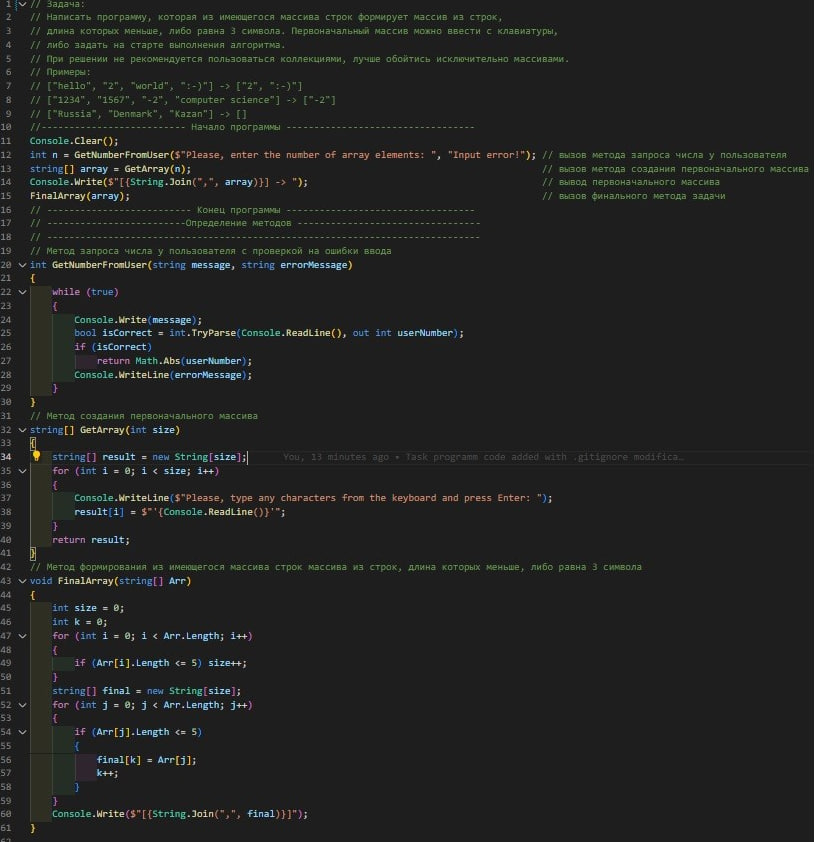 1 // Задача:
2 // Написать программу, которая из имеющегося массива строк формирует массив из строк,
3 // длина которых меньше, либо равна 3 символа. Первоначальный массив можно ввести с клавиатуры,
4 // либо задать на старте выполнения алгоритма.
5 // При решении не рекомендуется пользоваться коллекциями, лучше обойтись исключительно массивами.
6 // Примеры:
7 // ["hello", "2", "world", ":-)"] -> ["2", ":-)"]
8 // ["1234", "1567", "-2", "computer science"] -> ["-2"]
9 // ["Russia", "Denmark", "Kazan"] -> []
10 //-------------------------- Начало программы ----------------------------------
11 Console.Clear();
12 int n = GetNumberFromUser($"Please, enter the number of array elements: ", "Input error!"); // вызов метода запроса числа у пользователя
13 string[] array = GetArray(n); // вызов метода создания первоначального массива
14 Console.Write($"[{String.Join(",", array)}] -> "); // вывод первоначального массива
15 FinalArray(array); // вызов финального метода задачи
16 // -------------------------- Конец программы ----------------------------------
17 // -------------------------Определение методов ---------------------------------
18 // ------------------------------------------------------------------------------
19 // Метод запроса числа у пользователя с проверкой на ошибки ввода
20 int GetNumberFromUser(string message, string errorMessage)
21 {
22 while (true)
23 {
24 Console.Write(message);
25 bool isCorrect = int.TryParse(Console.ReadLine(), out int userNumber);
26 if (isCorrect)
27 return Math.Abs(userNumber);
28 Console.WriteLine(errorMessage);
29 }
30 }
31 // Метод создания первоначального массива
32 string[] GetArray(int size)
33 {
34 string[] result = new String[size]; You, 13 minutes ago • Task programm code added with .gitignore modifica…
35 for (int i = 0; i < size; i++)
36 {
37 Console.WriteLine($"Please, type any characters from the keyboard and press Enter: ");
38 result[i] = $"'{Console.ReadLine()}'";
39 }
40 return result;
41 }
42 // Метод формирования из имеющегося массива строк массива из строк, длина которых меньше, либо равна 3 символа
43 void FinalArray(string[] Arr)
44 {
45 int size = 0;
46 int k = 0;
47 for (int i = 0; i < Arr.Length; i++)
48 {
49 if (Arr[i].Length <= 5) size++;
50 }
51 string[] final = new String[size];
52 for (int j = 0; j < Arr.Length; j++)
53 {
54 if (Arr[j].Length <= 5)
55 {
56 final[k] = Arr[j];
57 k++;
58 }
59 }
60 Console.Write($"[{String.Join(",", final)}]");
61 }
62